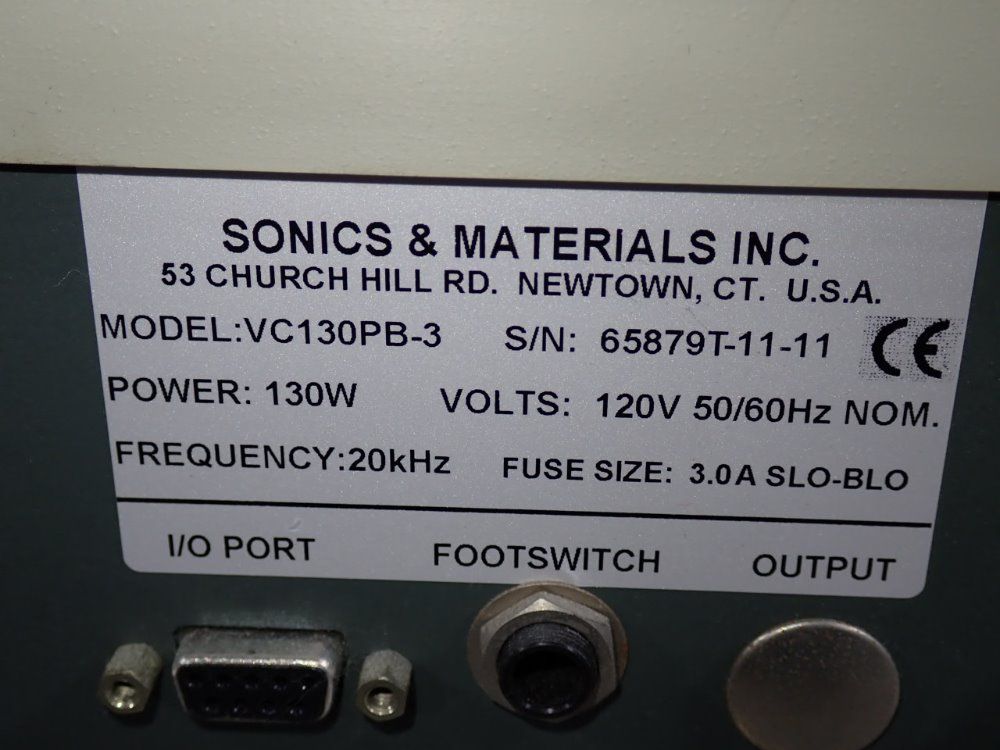 SONICS & MATERIALS INC.
53 CHURCH HILL RD. NEWTOWN, CT. U.S.A.
MODEL:VC130PB-3 S/N: 65879T-11-11 CE
POWER: 130W VOLTS: 120V 50/60Hz NOM.
FREQUENCY:20kHz FUSE SIZE: 3.0A SLO-BLO
I/O PORT FOOTSWITCH OUTPUT